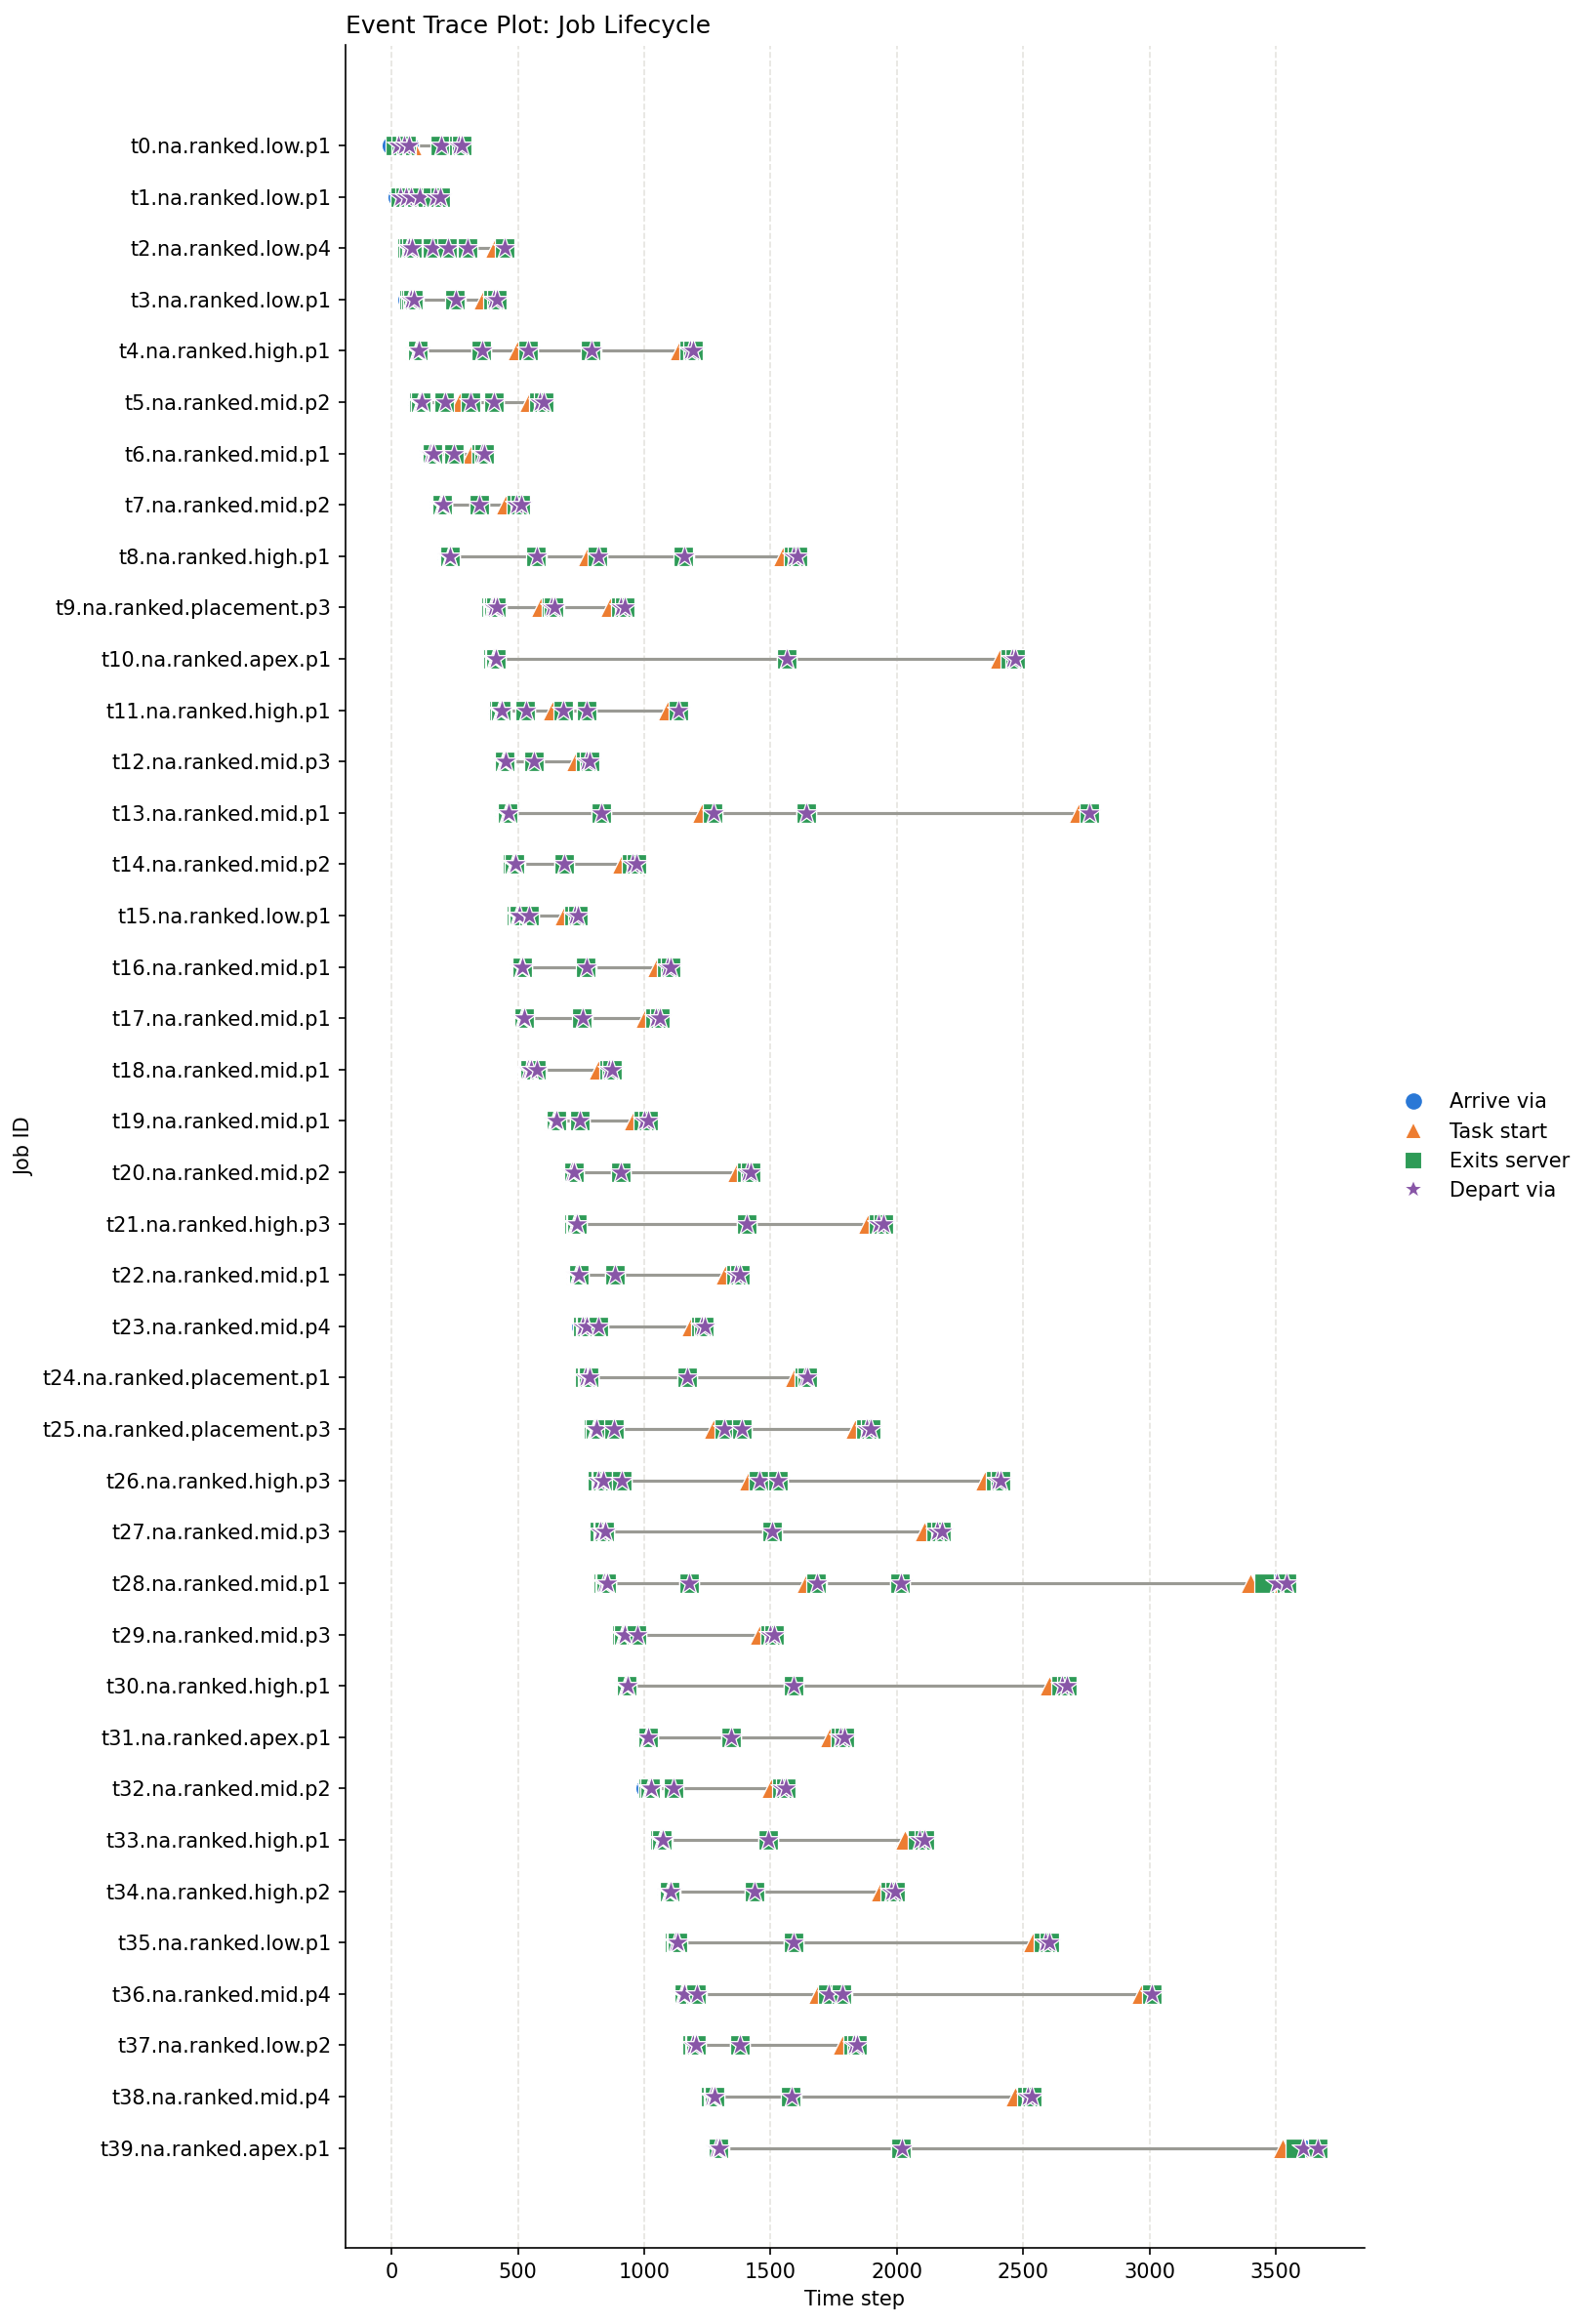 Event Trace Plot: Job Lifecycle
t0.na.ranked.low.p1
t1.na.ranked.low.p1
t2.na.ranked.low.p4
t3.na.ranked.low.p1
t4.na.ranked.high.p1
t5.na.ranked.mid.p2
t6.na.ranked.mid.p1
t7.na.ranked.mid.p2
t8.na.ranked.high.p1
t9.na.ranked.placement.p3
t10.na.ranked.apex.p1
t11.na.ranked.high.p1
t12.na.ranked.mid.p3
t13.na.ranked.mid.p1
t14.na.ranked.mid.p2
t15.na.ranked.low.p1
t16.na.ranked.mid.p1
t17.na.ranked.mid.p1
t18.na.ranked.mid.p1
t19.na.ranked.mid.p1
t20.na.ranked.mid.p2
t21.na.ranked.high.p3
t22.na.ranked.mid.p1
t23.na.ranked.mid.p4
t24.na.ranked.placement.p1
t25.na.ranked.placement.p3
t26.na.ranked.high.p3
t27.na.ranked.mid.p3
t28.na.ranked.mid.p1
t29.na.ranked.mid.p3
t30.na.ranked.high.p1
t31.na.ranked.apex.p1
t32.na.ranked.mid.p2
t33.na.ranked.high.p1
t34.na.ranked.high.p2
t35.na.ranked.low.p1
t36.na.ranked.mid.p4
t37.na.ranked.low.p2
t38.na.ranked.mid.p4
t39.na.ranked.apex.p1
Job ID
0 500 1000 1500 2000 2500 3000 3500
Time step
Arrive via
Task start
Exits server
Depart via